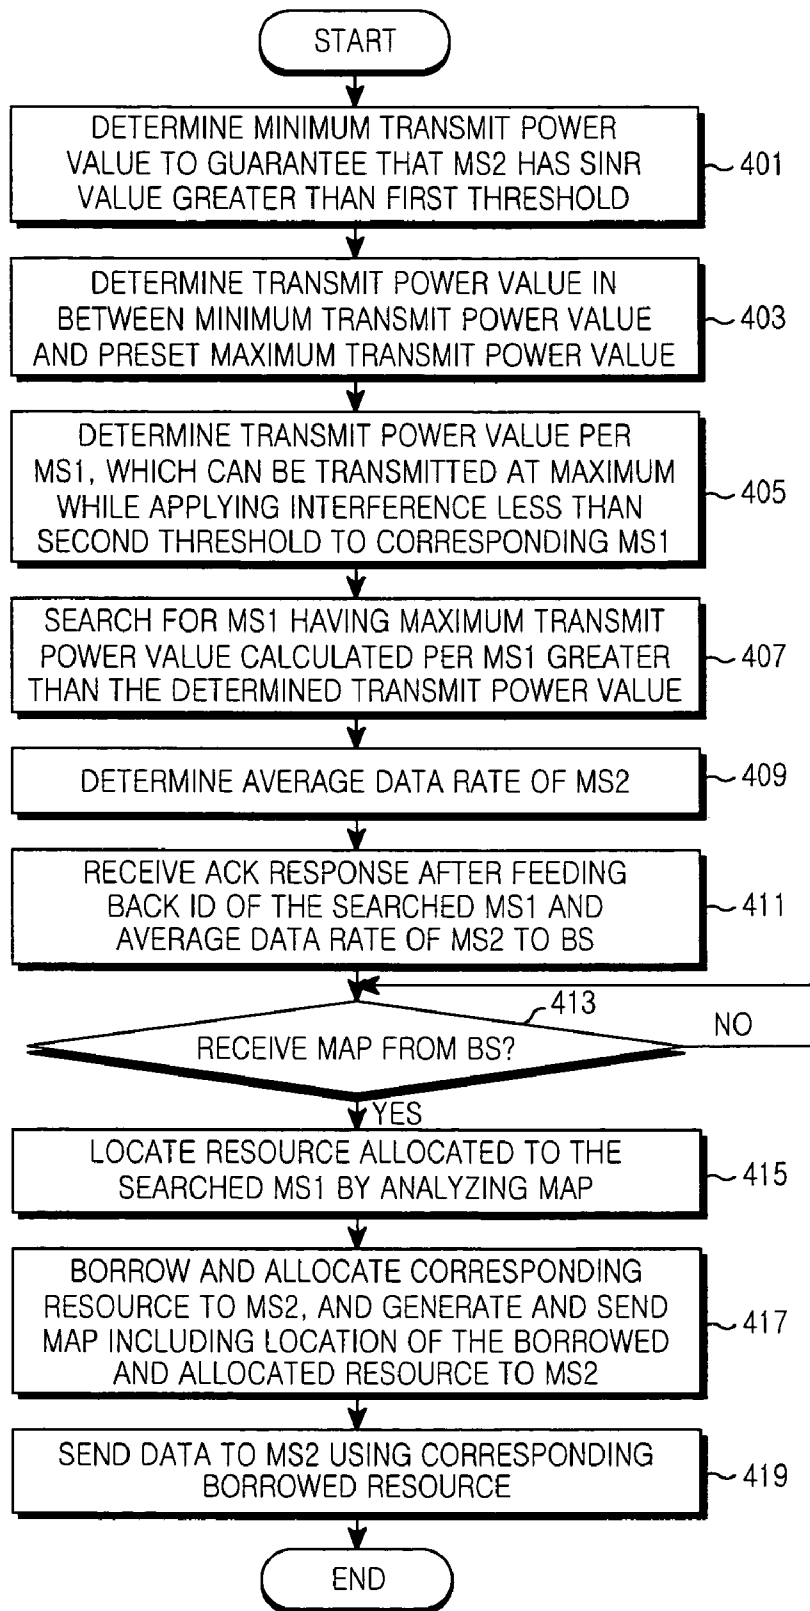 START
DETERMINE MINIMUM TRANSMIT POWER
VALUE TO GUARANTEE THAT MS2 HAS SINR
VALUE GREATER THAN FIRST THRESHOLD
401
DETERMINE TRANSMIT POWER VALUE IN
BETWEEN MINIMUM TRANSMIT POWER VALUE
AND PRESET MAXIMUM TRANSMIT POWER VALUE
403
DETERMINE TRANSMIT POWER VALUE PER
MS1, WHICH CAN BE TRANSMITTED AT MAXIMUM
WHILE APPLYING INTERFERENCE LESS THAN
SECOND THRESHOLD TO CORRESPONDING MS1
405
SEARCH FOR MS1 HAVING MAXIMUM TRANSMIT
POWER VALUE CALCULATED PER MS1 GREATER
THAN THE DETERMINED TRANSMIT POWER VALUE
407
DETERMINE AVERAGE DATA RATE OF MS2
409
RECEIVE ACK RESPONSE AFTER FEEDING
BACK ID OF THE SEARCHED MS1 AND
AVERAGE DATA RATE OF MS2 TO BS
411
413
RECEIVE MAP FROM BS?
NO
YES
LOCATE RESOURCE ALLOCATED TO THE
SEARCHED MS1 BY ANALYZING MAP
415
BORROW AND ALLOCATE CORRESPONDING
RESOURCE TO MS2, AND GENERATE AND SEND
MAP INCLUDING LOCATION OF THE BORROWED
AND ALLOCATED RESOURCE TO MS2
417
SEND DATA TO MS2 USING CORRESPONDING
BORROWED RESOURCE
419
END